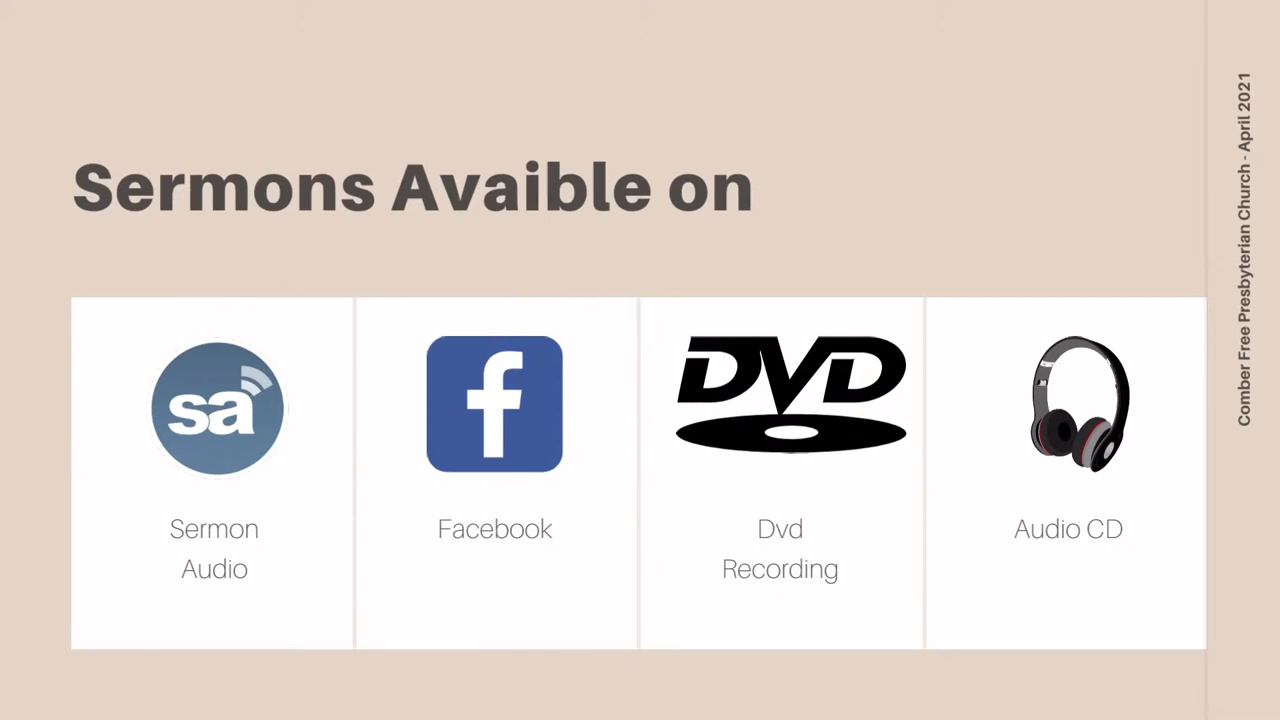 Sermons Avaible on
sa
Sermon
Audio
f
Facebook
DVD
Dvd
Recording
Audio CD
Comber Free Presbyterian Church - April 2021